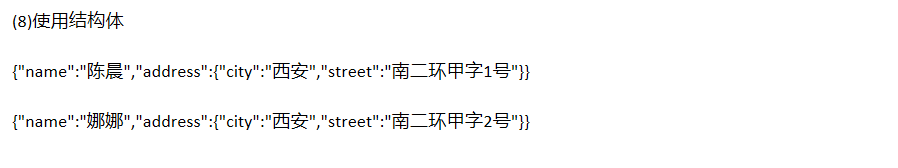 (8)使用结构体
{"name":"陈晨","address":{"city":"西安","street":"南二环甲字1号"}}
{"name":"娜娜","address":{"city":"西安","street":"南二环甲字2号"}}